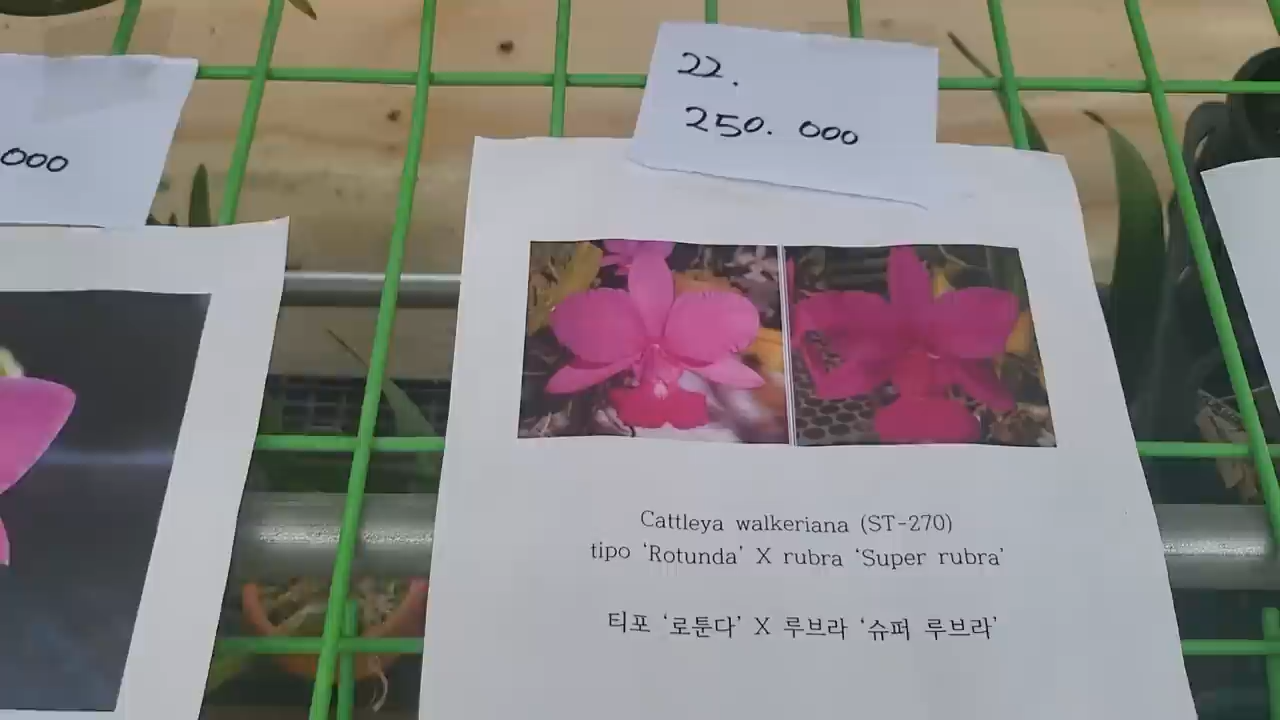 000
22.
250. 000
Cattleya walkeriana (ST-270)
tipo ‘Rotunda’ X rubra ‘Super rubra’
티포 ‘로툰다’ X 루브라 ‘슈퍼 루브라’